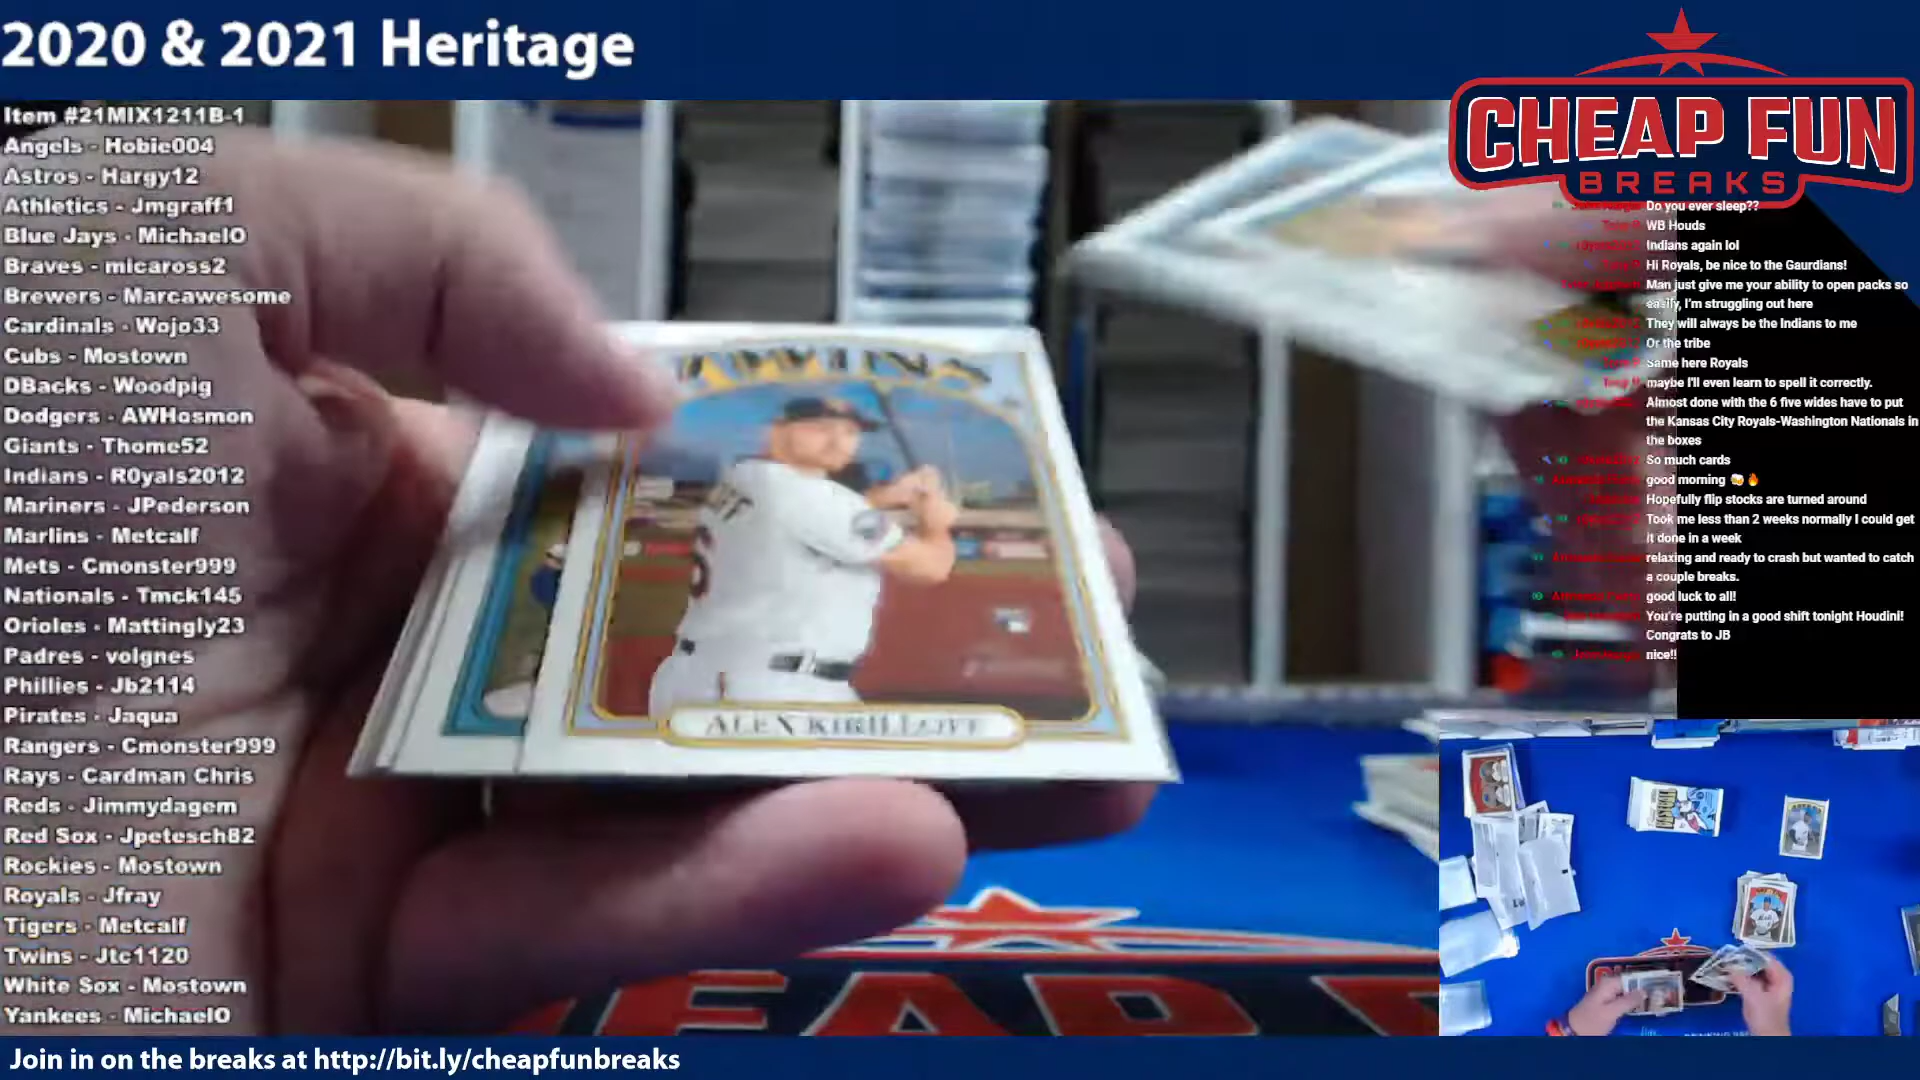 2020 & 2021 Heritage
CHEAP FUN
BREAKS
Item #21MIX1211B-1
Angels - Hobie004
Astros - Hargy12
Athletics - Jmgraff1
Blue Jays - MichaelO
Braves - micaross2
Brewers - Marcawesome
Cardinals - Wojo33
Cubs - Mostown
DBacks - Woodpig
Dodgers - AWHosmon
Giants - Thome52
Indians - R0yals2012
Mariners - JPederson
Marlins - Metcalf
Mets - Cmonster999
Nationals - Tmck145
Orioles - Mattingly23
Padres - volgnes
Phillies - Jb2114
Pirates - Jaqua
Rangers - Cmonster999
Rays - Cardman Chris
Reds - Jimmydagem
Red Sox - Jpetesch82
Rockies - Mostown
Royals - Jfray
Tigers - Metcalf
Twins - Jtc1120
White Sox - Mostown
Yankees - MichaelO
TWINS
ALEX KIRILLOFF
Do you ever sleep??
WB Houds
Indians again lol
Hi Royals, be nice to the Gaurdians!
Man just give me your ability to open packs so
easily, I'm struggling out here
They will always be the Indians to me
Or the tribe
Same here Royals
maybe I'll even learn to spell it correctly.
Almost done with the 6 five wides have to put
the Kansas City Royals-Washington Nationals in
the boxes
So much cards
good morning 🍻🔥
Hopefully flip stocks are turned around
Took me less than 2 weeks normally I could get
it done in a week
relaxing and ready to crash but wanted to catch
a couple breaks.
good luck to all!
You're putting in a good shift tonight Houdini!
Congrats to JB
nice!!
Join in on the breaks at http://bit.ly/cheapfunbreaks